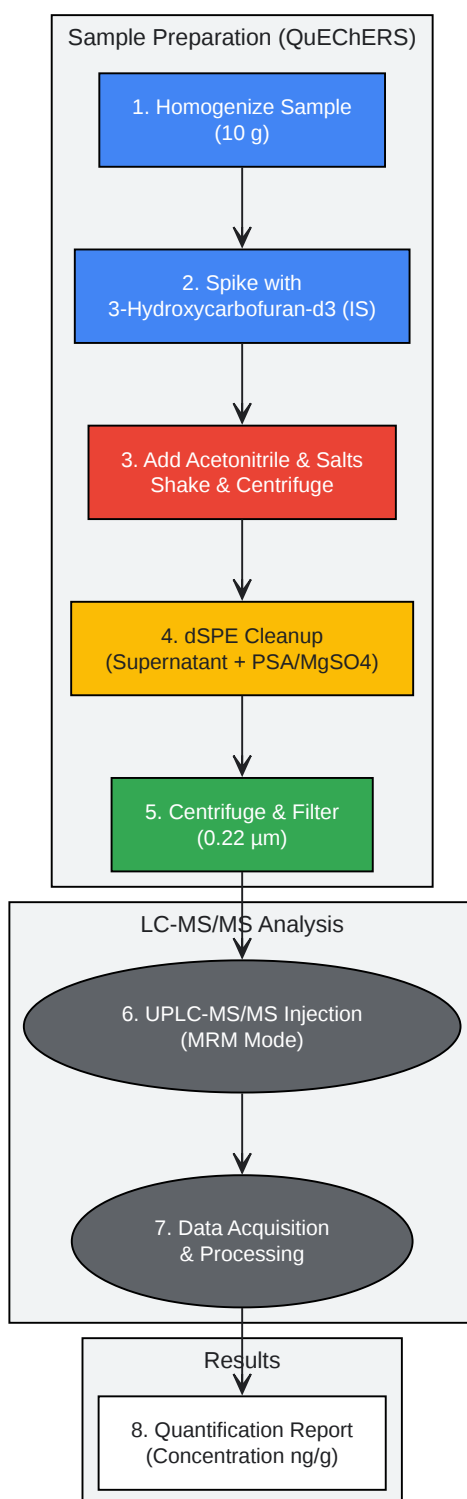 Sample Preparation (QuEChERS)
1. Homogenize Sample
(10 g)
2. Spike with
3-Hydroxycarbofuran-d3 (IS)
3. Add Acetonitrile & Salts
Shake & Centrifuge
4. dSPE Cleanup
(Supernatant + PSA/MgSO4)
5. Centrifuge & Filter
(0.22 µm)
LC-MS/MS Analysis
6. UPLC-MS/MS Injection
(MRM Mode)
7. Data Acquisition
& Processing
Results
8. Quantification Report
(Concentration ng/g)